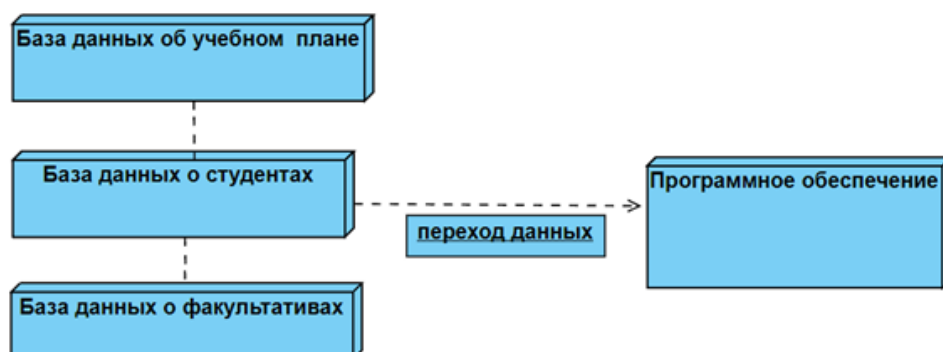 База данных об учебном плане
База данных о студентах
Программное обеспечение
переход данных
База данных о факультативах